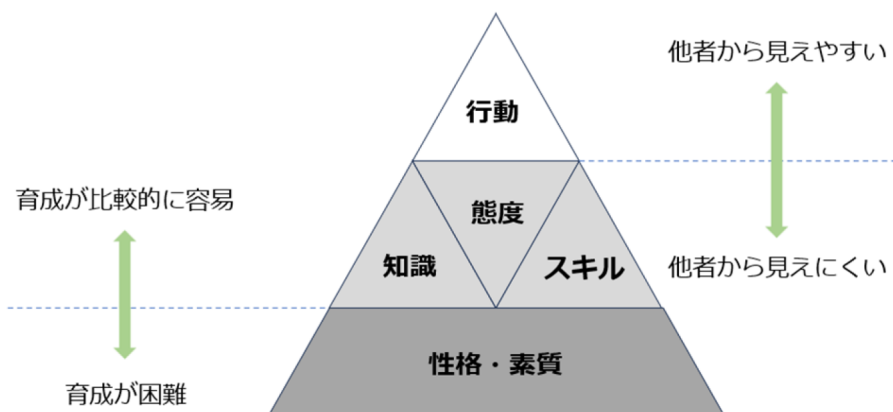 他者から見えやすい
行動
育成が比較的に容易
態度
知識
スキル
他者から見えにくい
性格・素質
育成が困難